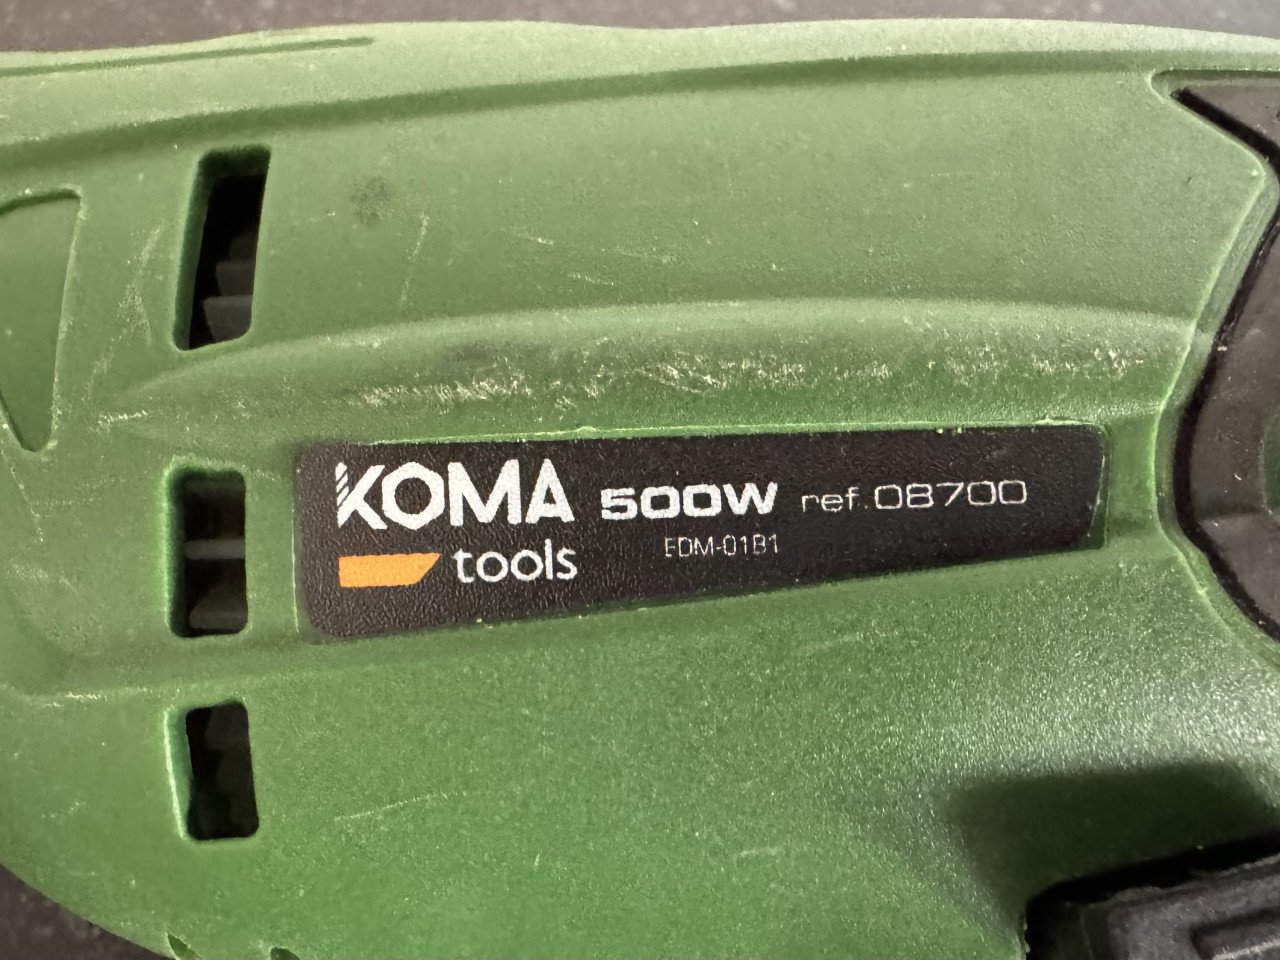 KOMA tools
500W ref.08700
EDM-01B1